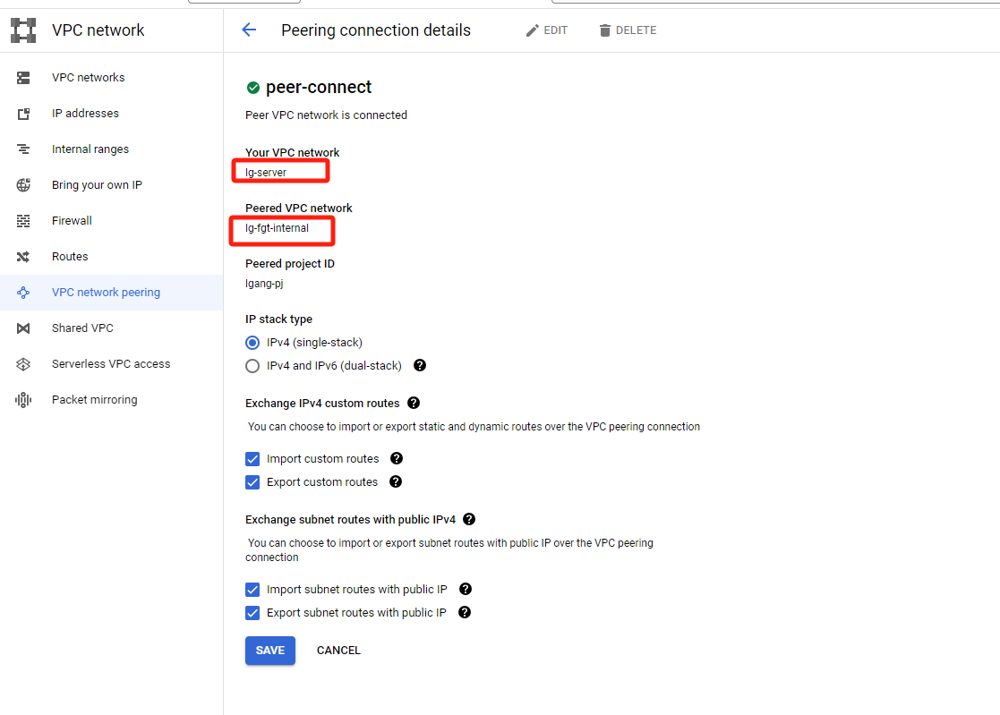 VPC network
Peering connection details
EDIT
DELETE
VPC networks
IP addresses
Internal ranges
Bring your own IP
Firewall
Routes
VPC network peering
Shared VPC
Serverless VPC access
Packet mirroring
peer-connect
Peer VPC network is connected
Your VPC network
lg-server
Peered VPC network
lg-fgt-internal
Peered project ID
lgang-pj
IP stack type
IPv4 (single-stack)
IPv4 and IPv6 (dual-stack)
Exchange IPv4 custom routes
You can choose to import or export static and dynamic routes over the VPC peering connection
Import custom routes
Export custom routes
Exchange subnet routes with public IPv4
You can choose to import or export subnet routes with public IP over the VPC peering
connection
Import subnet routes with public IP
Export subnet routes with public IP
SAVE
CANCEL